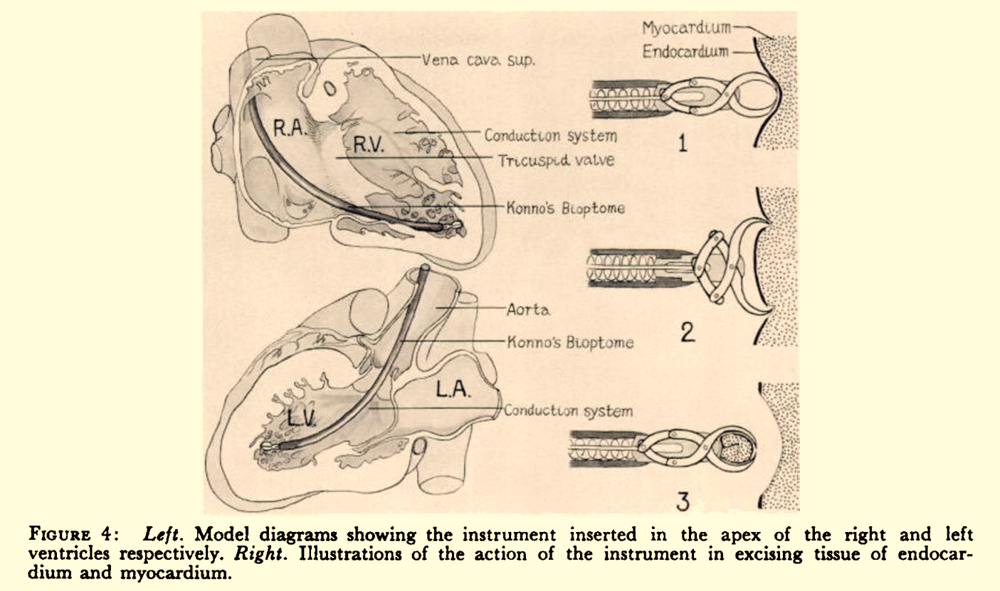 Vena cava sup.
R.A.
R.V.
Conduction system
Tricuspid valve
Konno's Bioptome
Aorta
Konno's Bioptome
L.A.
L.V.
Conduction system
Myocardium
Endocardium
1
2
3
FIGURE 4: Left. Model diagrams showing the instrument inserted in the apex of the right and left
ventricles respectively. Right. Illustrations of the action of the instrument in excising tissue of endocar-
dium and myocardium.